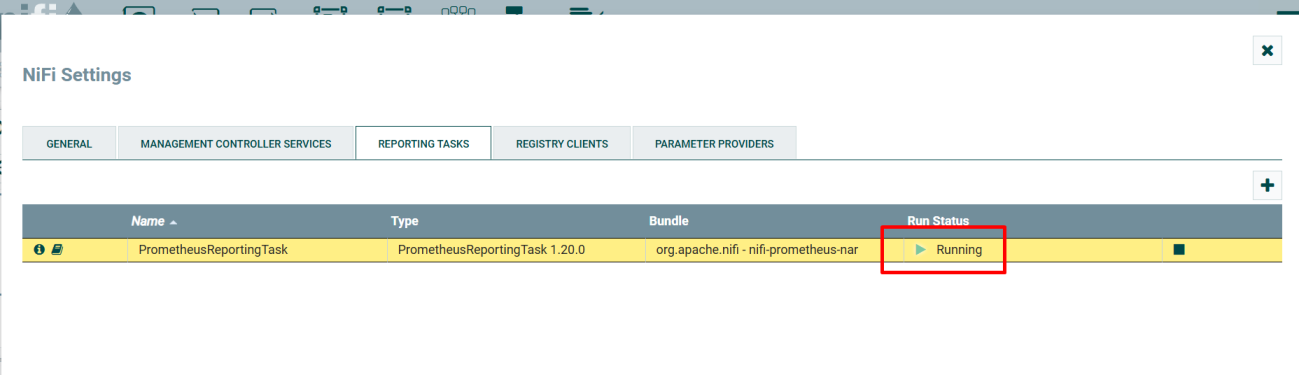 NiFi Settings
GENERAL MANAGEMENT CONTROLLER SERVICES REPORTING TASKS REGISTRY CLIENTS PARAMETER PROVIDERS
Name Type Bundle Run Status
PrometheusReportingTask PrometheusReportingTask 1.20.0 org.apache.nifi - nifi-prometheus-nar Running